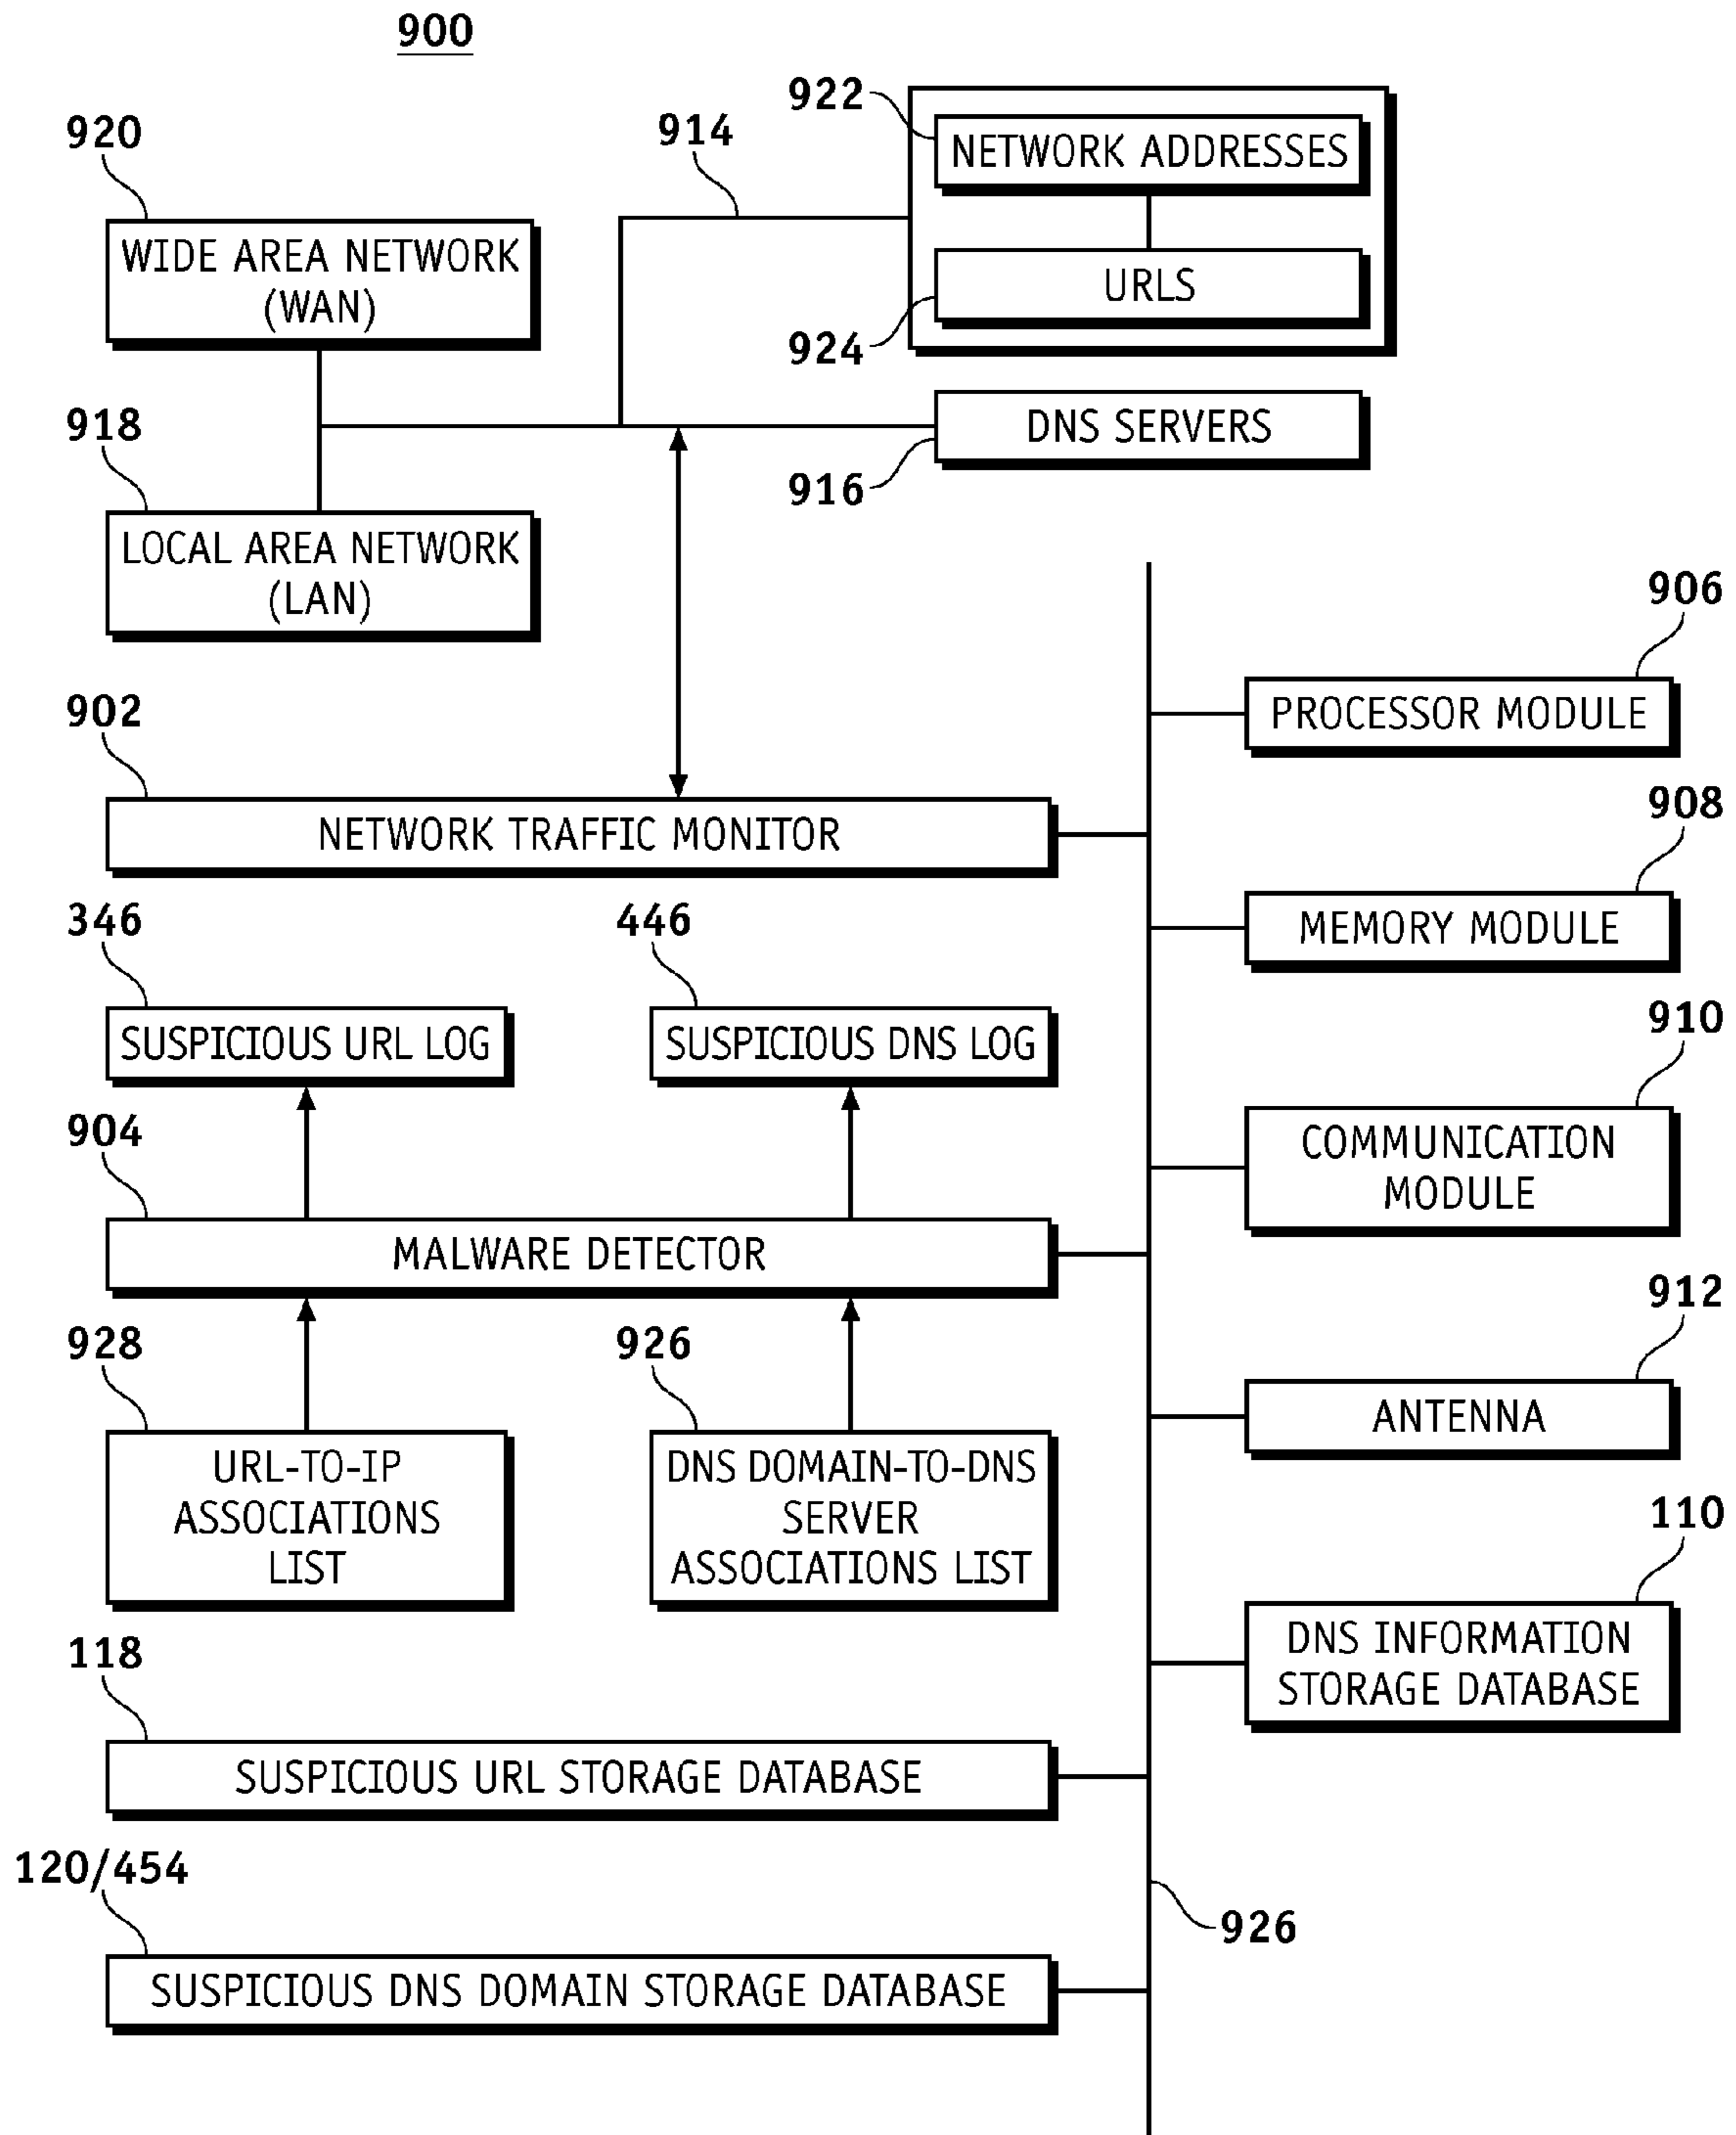 900
920
WIDE AREA NETWORK
(WAN)
914
922
NETWORK ADDRESSES
URLS
924
918
LOCAL AREA NETWORK
(LAN)
DNS SERVERS
916
906
PROCESSOR MODULE
902
NETWORK TRAFFIC MONITOR
908
MEMORY MODULE
346
SUSPICIOUS URL LOG
446
SUSPICIOUS DNS LOG
910
COMMUNICATION
MODULE
904
MALWARE DETECTOR
912
ANTENNA
928
URL-TO-IP
ASSOCIATIONS
LIST
926
DNS DOMAIN-TO-DNS
SERVER
ASSOCIATIONS LIST
110
DNS INFORMATION
STORAGE DATABASE
118
SUSPICIOUS URL STORAGE DATABASE
120/454
SUSPICIOUS DNS DOMAIN STORAGE DATABASE
926